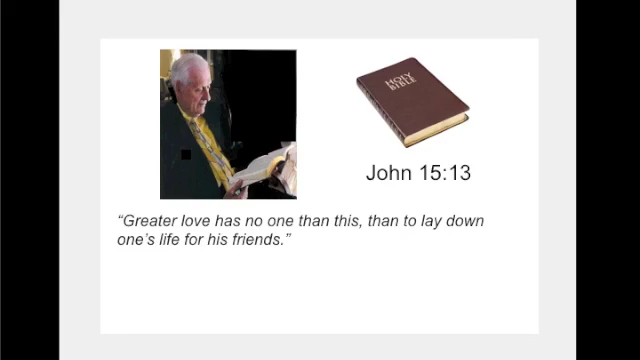 HOLY
BIBLE
John 15:13
“Greater love has no one than this, than to lay down
one’s life for his friends.”